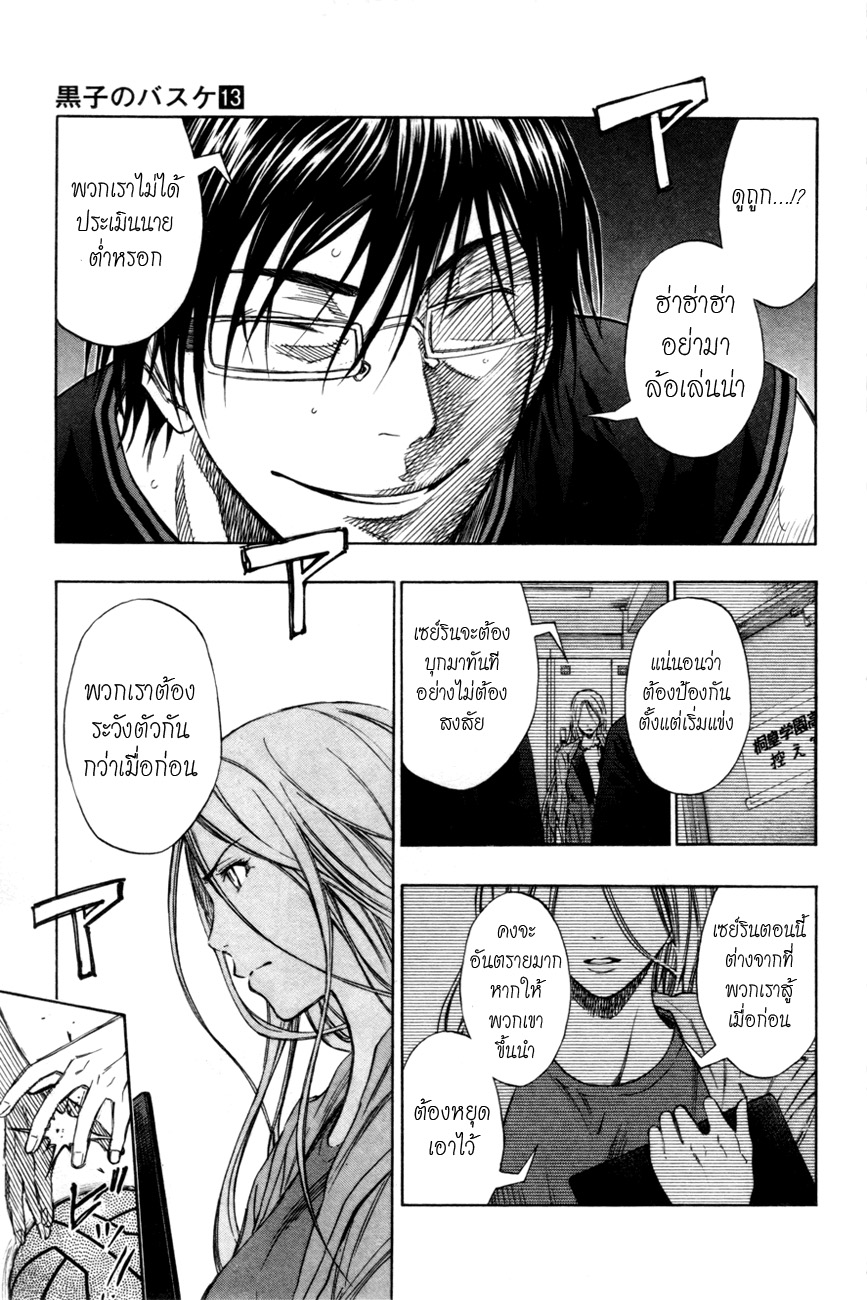 黒子のバスケ13
ア
ดูถูก...!?
ฮ่าฮ่าฮ่า
อย่ามา
ล้อเล่นน่า
พวกเราไม่ได้
ประเมินนาย
ต่ำหรอก
ア
แน่นอนว่า
ต้องป้องกัน
ตั้งแต่เริ่มแข่ง
桐皇学園高
控え
เซย์รินจะต้อง
บุกมาทันที
อย่างไม่ต้อง
สงสัย
พวกเราต้อง
ระวังตัวกัน
กว่าเมื่อก่อน
ア
เซย์รินตอนนี้
ต่างจากที่
พวกเราสู้
เมื่อก่อน
คงจะ
อันตรายมาก
หากให้
พวกเขา
ขึ้นนำ
ต้องหยุด
เอาไว้
ビッ